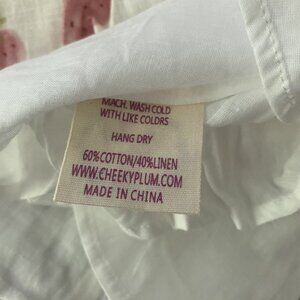 MACH. WASH COLD
WITH LIKE COLORS
HANG DRY
60%COTTON/40%LINEN
WWW.CHEEKYPLUM.COM
MADE IN CHINA